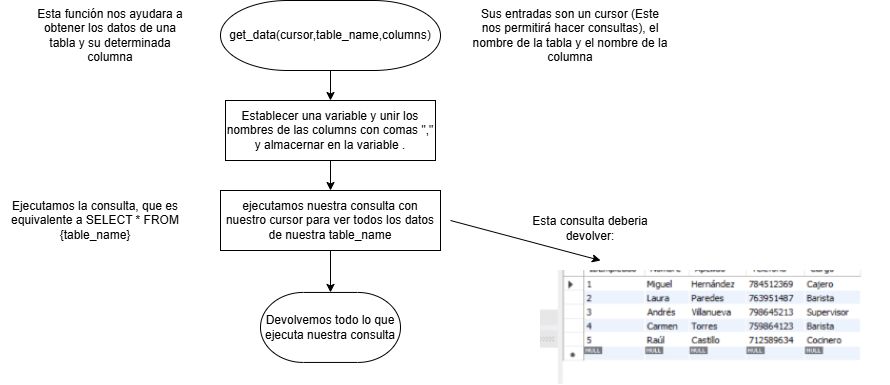 Esta función nos ayudara a
obtener los datos de una
tabla y su determinada
columna
get_data(cursor,table_name,columns)
Sus entradas son un cursor (Este
nos permitirá hacer consultas), el
nombre de la tabla y el nombre de la
columna
Establecer una variable y unir los
nombres de las columns con comas ","
y almacernar en la variable .
Ejecutamos la consulta, que es
equivalente a SELECT * FROM
{table_name}
ejecutamos nuestra consulta con
nuestro cursor para ver todos los datos
de nuestra table_name
Esta consulta deberia
devolver:
1 Miguel Hernández 784512369 Cajero
2 Laura Paredes 763951487 Barista
3 Andrés Villanueva 798645213 Supervisor
4 Carmen Torres 759864123 Barista
5 Raúl Castillo 712589634 Cocinero
NULL NULL NULL NULL NULL
Devolvemos todo lo que
ejecuta nuestra consulta